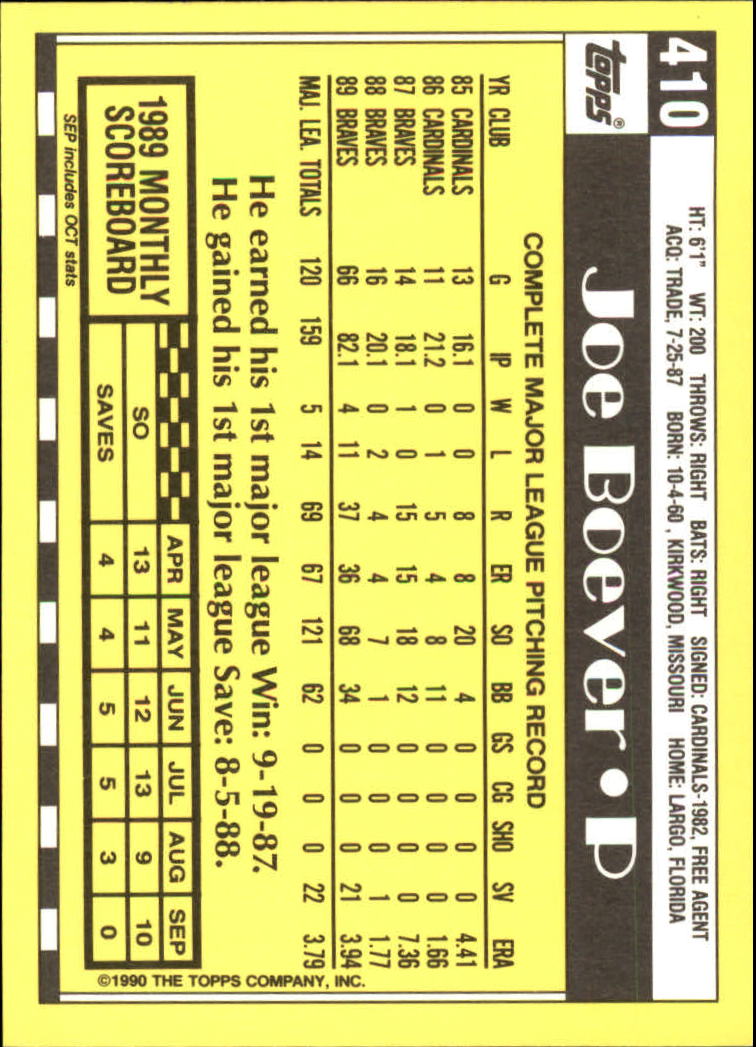 410
topps®
HT: 6'1" WT: 200 THROWS: RIGHT BATS: RIGHT SIGNED: CARDINALS-1982, FREE AGENT
ACQ: TRADE, 7-25-87 BORN: 10-4-60, KIRKWOOD, MISSOURI HOME: LARGO, FLORIDA
Joe Boever • P
COMPLETE MAJOR LEAGUE PITCHING RECORD
YR CLUB G IP W L R ER SO BB GS CG SHO SV ERA
85 CARDINALS 13 16.1 0 0 8 8 20 4 0 0 0 0 4.41
86 CARDINALS 11 21.2 0 1 5 4 8 11 0 0 0 0 1.66
87 BRAVES 14 18.1 1 0 15 15 18 12 0 0 0 0 7.36
88 BRAVES 16 20.1 0 2 4 4 7 1 0 0 0 1 1.77
89 BRAVES 66 82.1 4 11 37 36 68 34 0 0 0 21 3.94
MAJ. LEA. TOTALS 120 159 5 14 69 67 121 62 0 0 0 22 3.79
He earned his 1st major league Win: 9-19-87.
He gained his 1st major league Save: 8-5-88.
1989 MONTHLY
SCOREBOARD
APR MAY JUN JUL AUG SEP
SO 13 11 12 13 9 10
SAVES 4 4 5 5 3 0
SEP includes OCT stats
©1990 THE TOPPS COMPANY, INC.